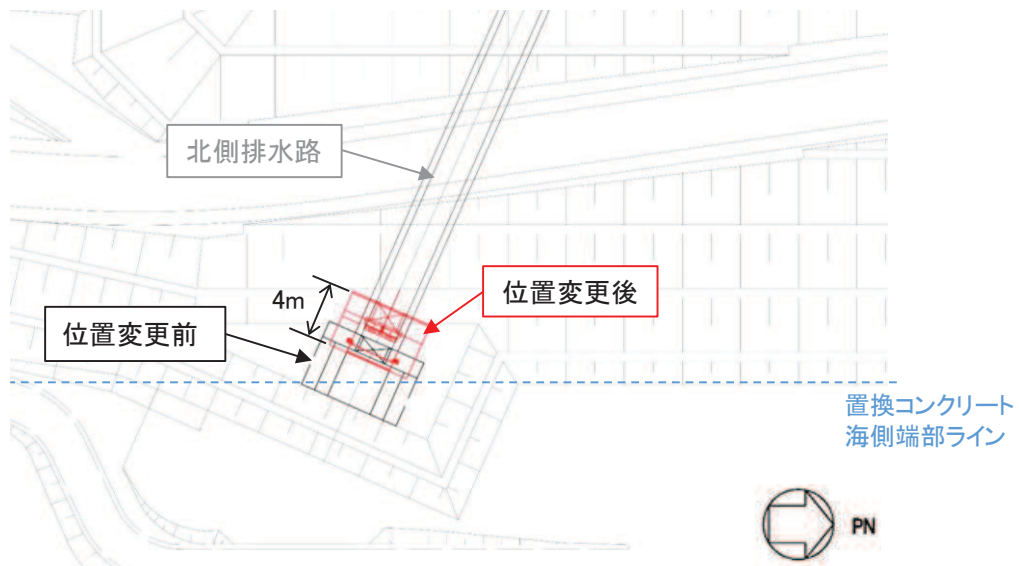 北側排水路
4m
位置変更後
位置変更前
置換コンクリート
海側端部ライン
PN